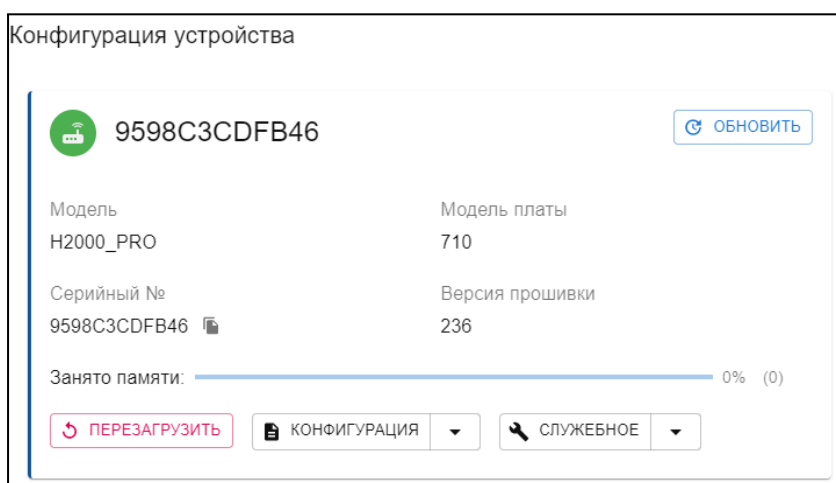 Конфигурация устройства
9598C3CDFB46
ОБНОВИТЬ
Модель
Модель платы
H2000_PRO
710
Серийный №
Версия прошивки
9598C3CDFB46
236
Занято памяти: 0% (0)
ПЕРЕЗАГРУЗИТЬ КОНФИГУРАЦИЯ СЛУЖЕБНОЕ